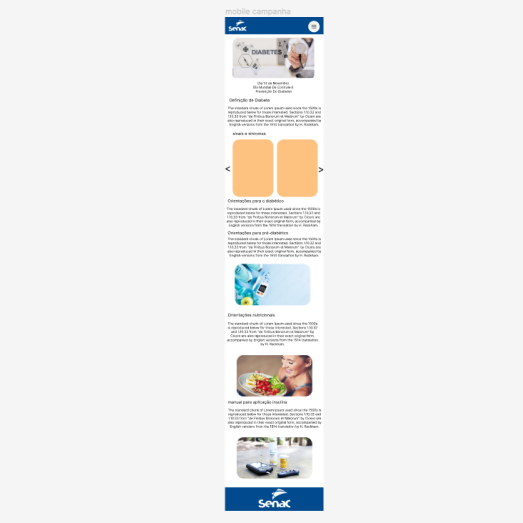 mobile campanha
Senac
DIABETES
Dia 14 de Novembro
Dia Mundial De Controle E
Prevenção Do Diabetes
Definição de Diabete
The standard chunk of Lorem Ipsum used since the 1500s is
reproduced below for those interested. Sections 1.10.32 and
1.10.33 from "de Finibus Bonorum et Malorum" by Cicero are
also reproduced in their exact original form, accompanied by
English versions from the 1914 translation by H. Rackham.
sinais e sintomas
< >
Orientações para o diabético
The standard chunk of Lorem Ipsum used since the 1500s is
reproduced below for those interested. Sections 1.10.32 and
1.10.33 from "de Finibus Bonorum et Malorum" by Cicero are
also reproduced in their exact original form, accompanied by
English versions from the 1914 translation by H. Rackham.
Orientações para pré-diabético
The standard chunk of Lorem Ipsum used since the 1500s is
reproduced below for those interested. Sections 1.10.32 and
1.10.33 from "de Finibus Bonorum et Malorum" by Cicero are
also reproduced in their exact original form, accompanied by
English versions from the 1914 translation by H. Rackham.
Orientações nutricionais
The standard chunk of Lorem Ipsum used since the 1500s
is reproduced below for those interested. Sections 1.10.32
and 1.10.33 from "de Finibus Bonorum et Malorum" by
Cicero are also reproduced in their exact original form,
accompanied by English versions from the 1914 translation
by H. Rackham.
manual para aplicação insulina
The standard chunk of Lorem Ipsum used since the 1500s is
reproduced below for those interested. Sections 1.10.32 and
1.10.33 from "de Finibus Bonorum et Malorum" by Cicero are
also reproduced in their exact original form, accompanied by
English versions from the 1914 translation by H. Rackham.
Senac